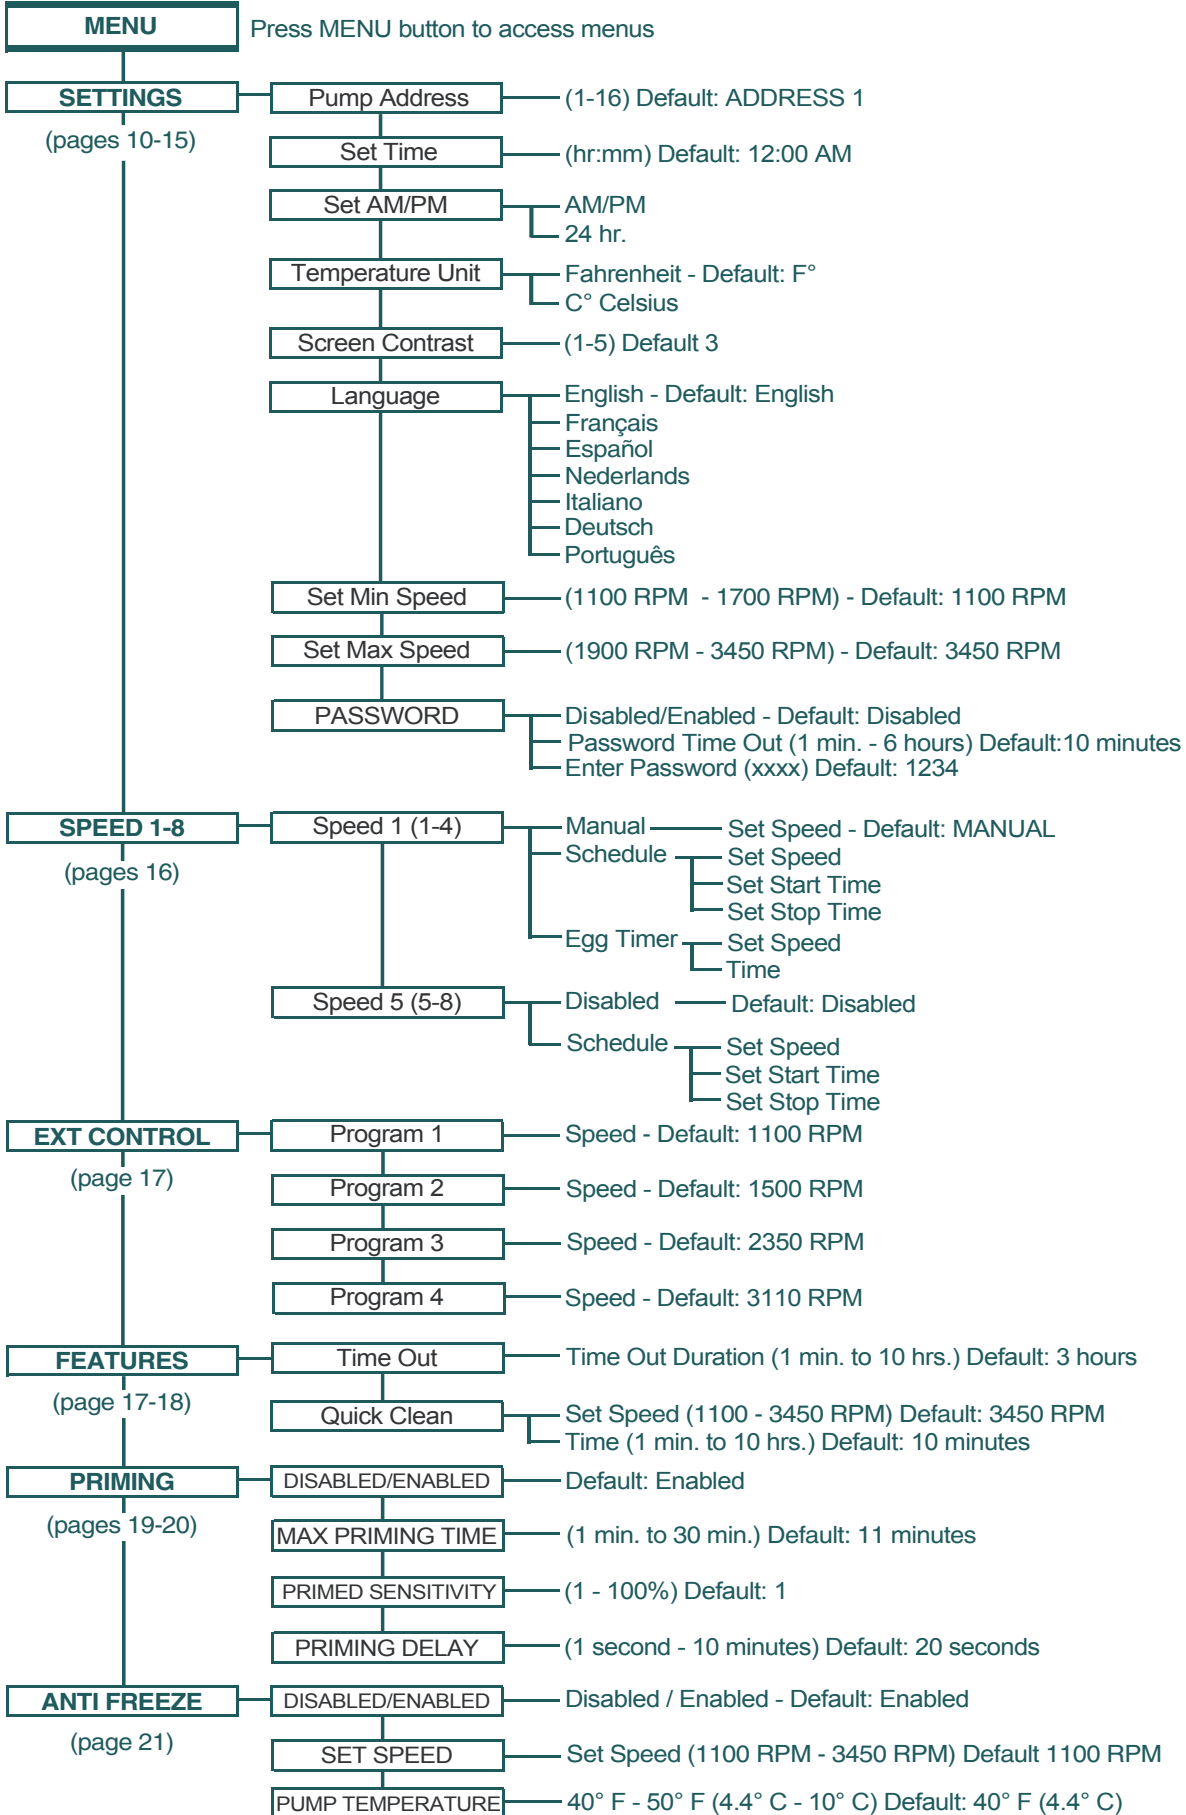 MENU Press MENU button to access menus
SETTINGS Pump Address (1-16) Default: ADDRESS 1
(pages 10-15)
Set Time (hr:mm) Default: 12:00 AM
Set AM/PM AM/PM
24 hr.
Temperature Unit Fahrenheit - Default: F°
C° Celsius
Screen Contrast (1-5) Default 3
Language English - Default: English
Français
Español
Nederlands
Italiano
Deutsch
Português
Set Min Speed (1100 RPM - 1700 RPM) - Default: 1100 RPM
Set Max Speed (1900 RPM - 3450 RPM) - Default: 3450 RPM
PASSWORD Disabled/Enabled - Default: Disabled
Password Time Out (1 min. - 6 hours) Default:10 minutes
Enter Password (xxxx) Default: 1234
SPEED 1-8 Speed 1 (1-4) Manual Set Speed - Default: MANUAL
(pages 16)
Schedule Set Speed
Set Start Time
Set Stop Time
Egg Timer Set Speed
Time
Speed 5 (5-8) Disabled Default: Disabled
Schedule Set Speed
Set Start Time
Set Stop Time
EXT CONTROL Program 1 Speed - Default: 1100 RPM
(page 17)
Program 2 Speed - Default: 1500 RPM
Program 3 Speed - Default: 2350 RPM
Program 4 Speed - Default: 3110 RPM
FEATURES Time Out Time Out Duration (1 min. to 10 hrs.) Default: 3 hours
(page 17-18)
Quick Clean Set Speed (1100 - 3450 RPM) Default: 3450 RPM
Time (1 min. to 10 hrs.) Default: 10 minutes
PRIMING DISABLED/ENABLED Default: Enabled
(pages 19-20)
MAX PRIMING TIME (1 min. to 30 min.) Default: 11 minutes
PRIMED SENSITIVITY (1 - 100%) Default: 1
PRIMING DELAY (1 second - 10 minutes) Default: 20 seconds
ANTI FREEZE DISABLED/ENABLED Disabled / Enabled - Default: Enabled
(page 21)
SET SPEED Set Speed (1100 RPM - 3450 RPM) Default 1100 RPM
PUMP TEMPERATURE 40° F - 50° F (4.4° C - 10° C) Default: 40° F (4.4° C)